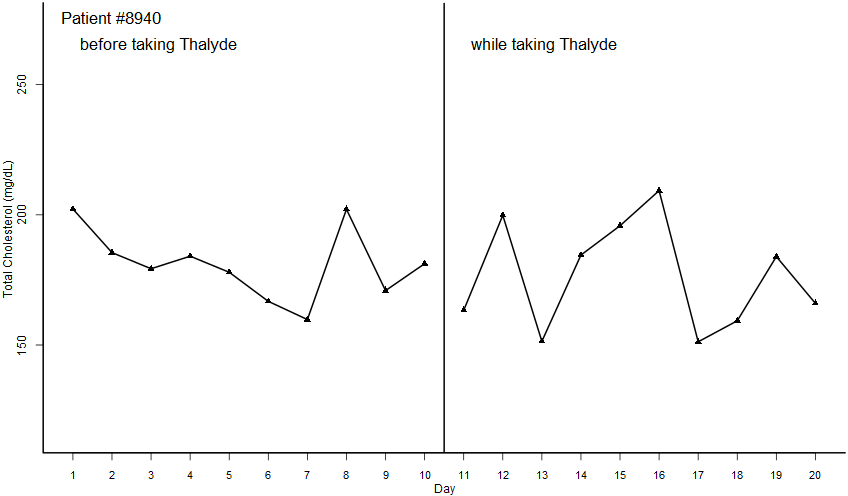 Patient #8940
before taking Thalyde
while taking Thalyde
Total Cholesterol (mg/dL)
250
200
150
1 2 3 4 5 6 7 8 9 10 11 12 13 14 15 16 17 18 19 20
Day